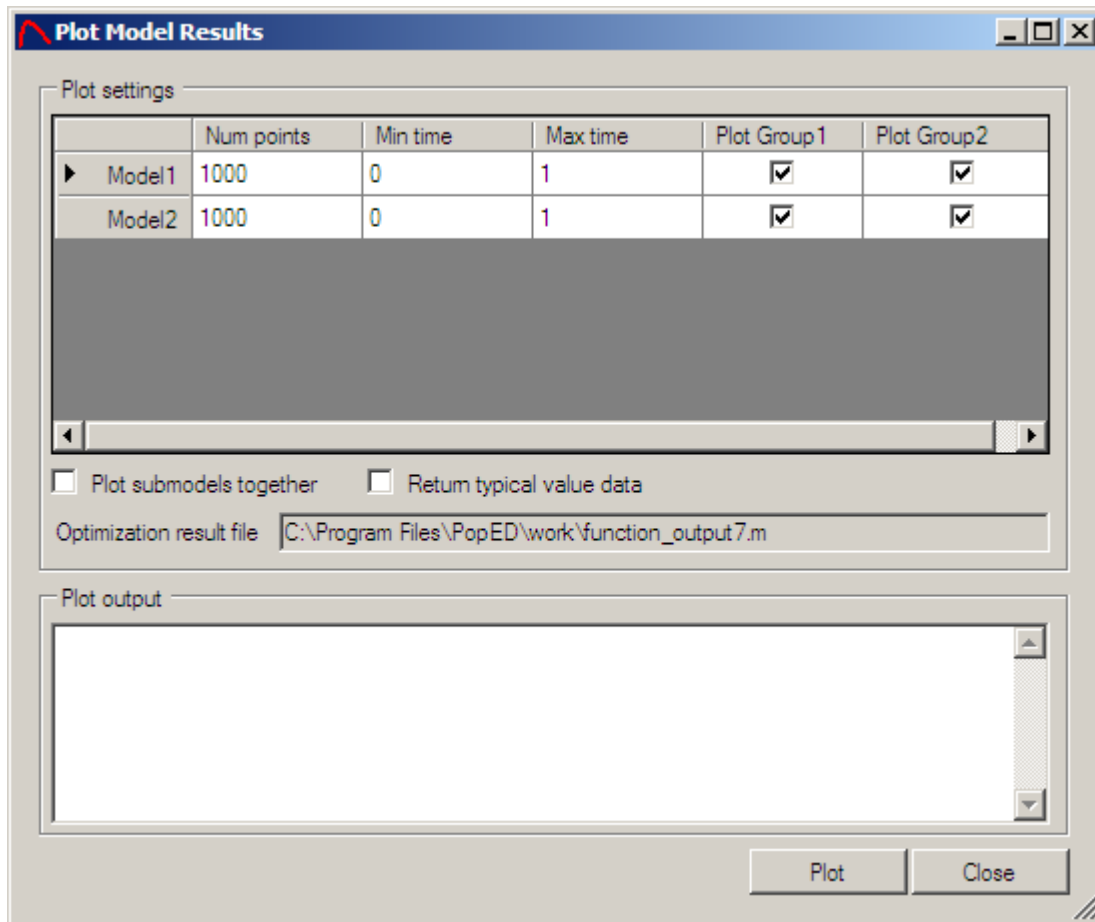 Plot Model Results
Plot settings
Num points Min time Max time Plot Group1 Plot Group2
Model1 1000 0 1
Model2 1000 0 1
Plot submodels together Return typical value data
Optimization result file C:\Program Files\PopED\work\function_output7.m
Plot output
Plot Close